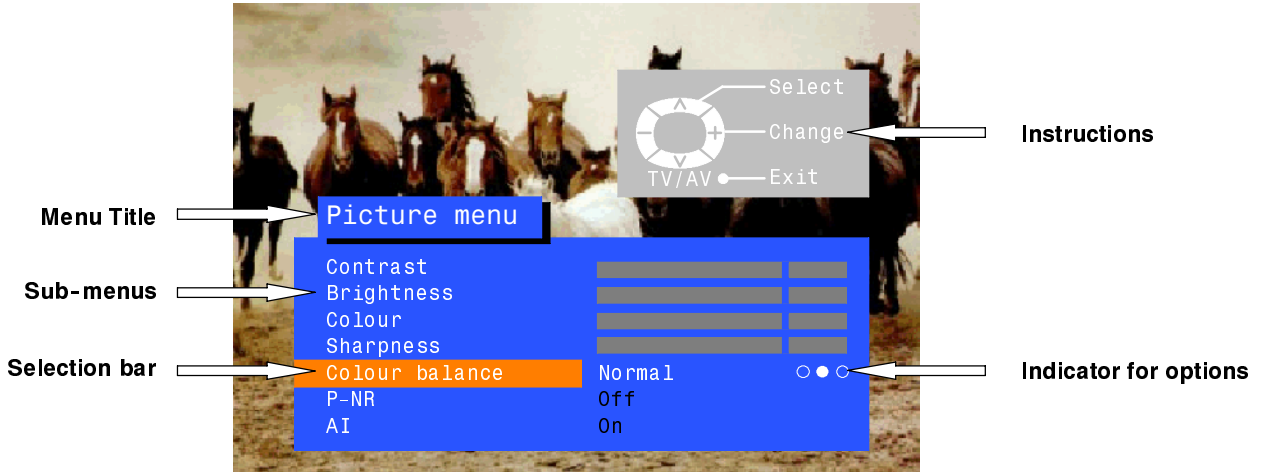 Select
Change
Instructions
TV/AV Exit
Menu Title
Picture menu
Contrast
Sub-menus
Brightness
Colour
Sharpness
Selection bar
Colour balance Normal
Indicator for options
P-NR Off
AI On